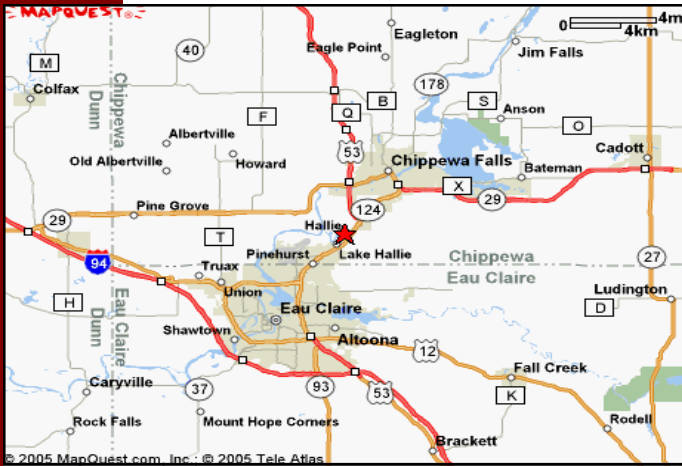 MAPQUEST®
0 4m
4km
Eagleton
Eagle Point
Jim Falls
40
M
178
Colfax
Chippewa
Dunn
Q
B
S
Anson
F
O
Albertville
53
Cadott
Old Albertville
Howard
Chippewa Falls
Bateman
X
29
Pine Grove
124
29
T
Hallie
Lake Hallie
Pinehurst
Chippewa
Eau Claire
94
27
Truax
Union
Ludington
H
D
Eau Claire
Dunn
Eau Claire
Shawtown
Altoona
12
Fall Creek
Caryville
37
93
53
K
Rock Falls
Mount Hope Corners
Rodell
Brackett
© 2005 MapQuest.com, Inc.; © 2005 Tele Atlas